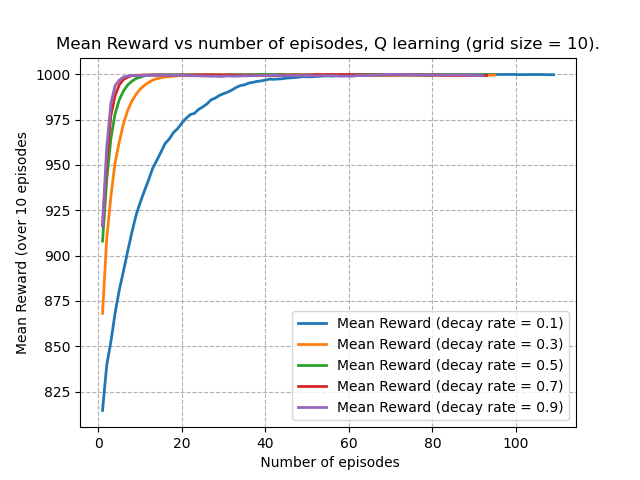 Mean Reward vs number of episodes, Q learning (grid size = 10).
Mean Reward (over 10 episodes
1000
975
950
925
900
875
850
825
Mean Reward (decay rate = 0.1)
Mean Reward (decay rate = 0.3)
Mean Reward (decay rate = 0.5)
Mean Reward (decay rate = 0.7)
Mean Reward (decay rate = 0.9)
0 20 40 60 80 100
Number of episodes